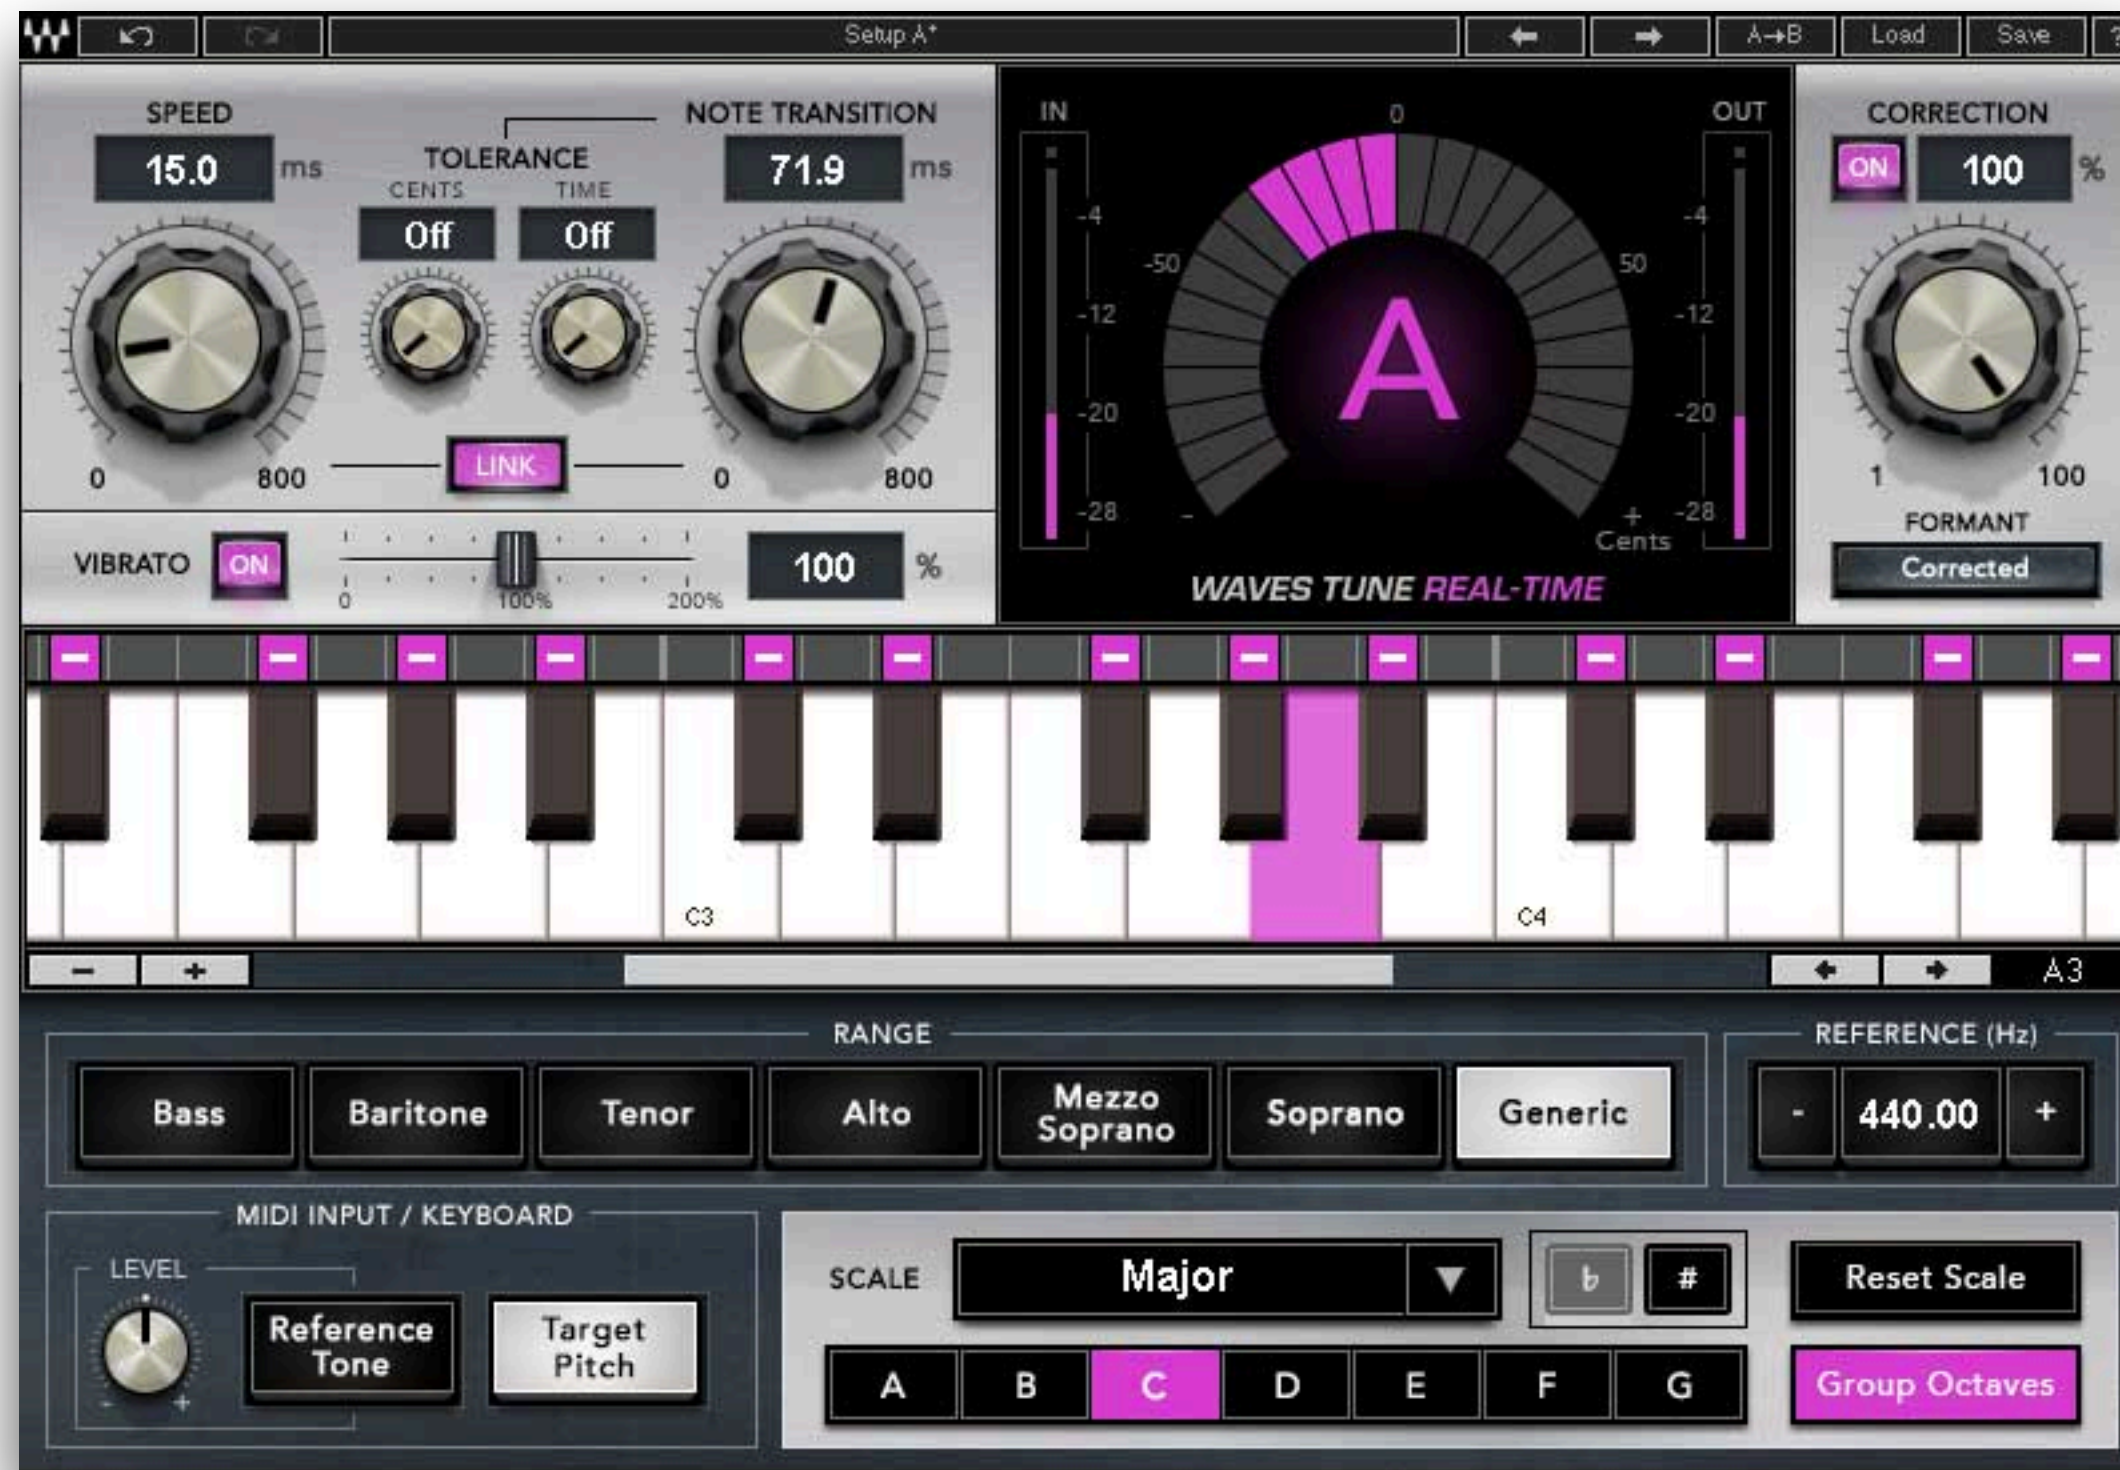 Setup A*
A→B
Load
Save
SPEED
15.0 ms
0
800
TOLERANCE
CENTS
TIME
Off
Off
LINK
NOTE TRANSITION
71.9 ms
0
800
VIBRATO
ON
0
100%
200%
100 %
IN
-4
-12
-20
-28
0
-50
50
A
-
+
Cents
OUT
-4
-12
-20
-28
WAVES TUNE REAL-TIME
CORRECTION
ON
100 %
1
100
FORMANT
Corrected
C3
C4
- +
A3
RANGE
Bass
Baritone
Tenor
Alto
Mezzo
Soprano
Soprano
Generic
REFERENCE (Hz)
- 440.00 +
MIDI INPUT / KEYBOARD
LEVEL
- +
Reference
Tone
Target
Pitch
SCALE
Major
♭ #
Reset Scale
A B C D E F G
Group Octaves